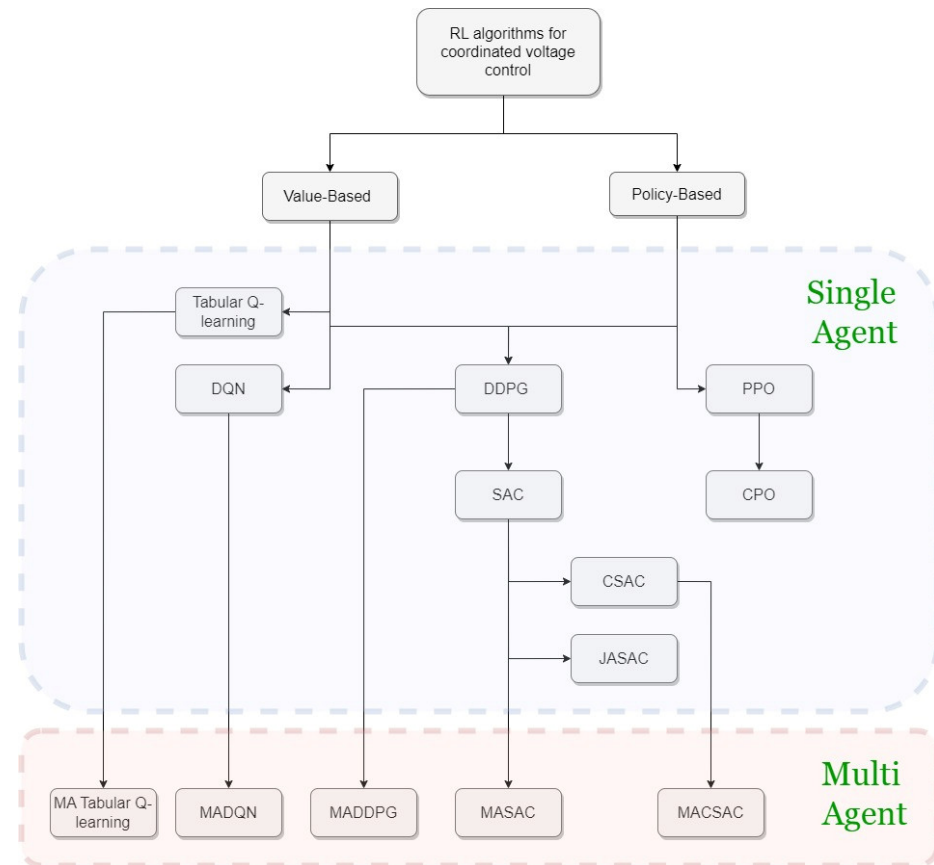 RL algorithms for
coordinated voltage
control
Value-Based
Policy-Based
Single
Agent
Tabular Q-
learning
DQN
DDPG
PPO
SAC
CPO
CSAC
JASAC
Multi
Agent
MA Tabular Q-
learning
MADQN
MADDPG
MASAC
MACSAC